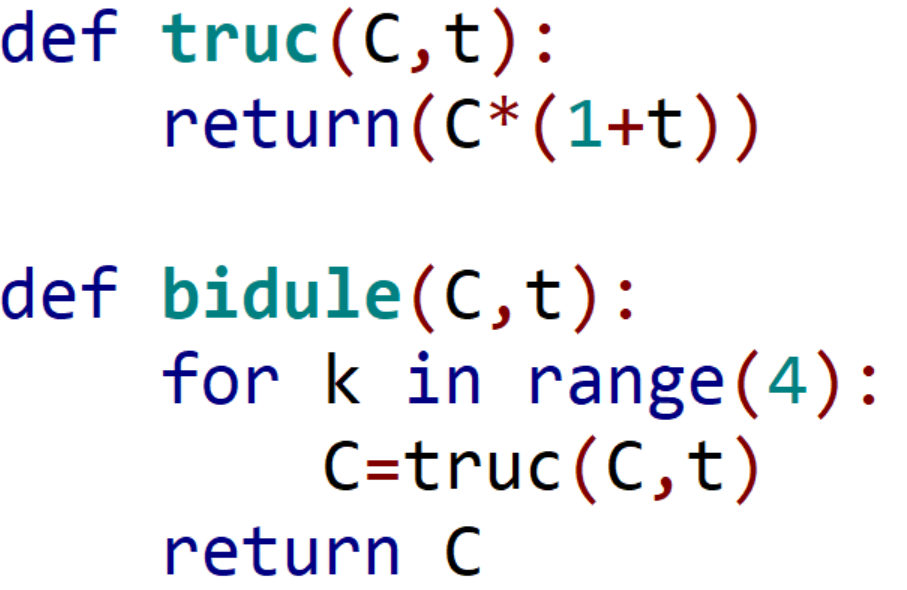 def truc(C,t):
    return(C*(1+t))

def bidule(C,t):
    for k in range(4):
        C=truc(C,t)
    return C